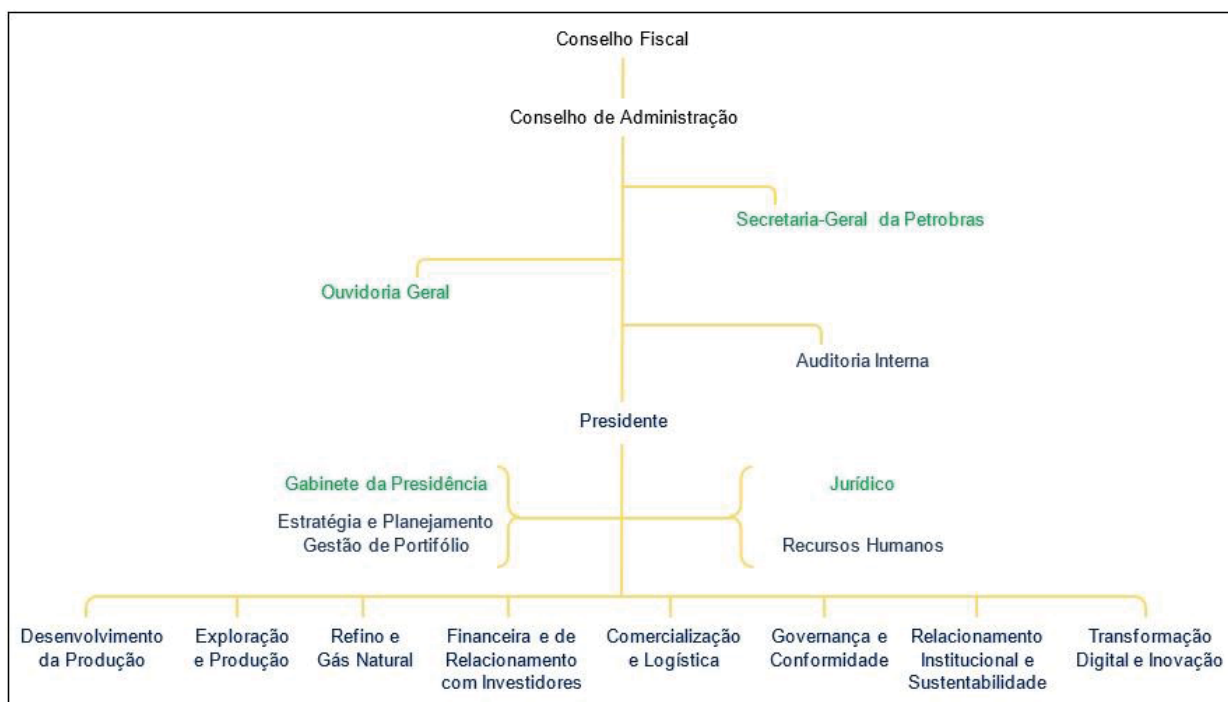 Conselho Fiscal
Conselho de Administração
Secretaria-Geral da Petrobras
Ouvidoria Geral
Auditoria Interna
Presidente
Gabinete da Presidência
Jurídico
Estratégia e Planejamento
Gestão de Portifólio
Recursos Humanos
Desenvolvimento
da Produção
Exploração
e Produção
Refino e
Gás Natural
Financeira e de
Relacionamento
com Investidores
Comercialização
e Logística
Governança e
Conformidade
Relacionamento
Institucional e
Sustentabilidade
Transformação
Digital e Inovação